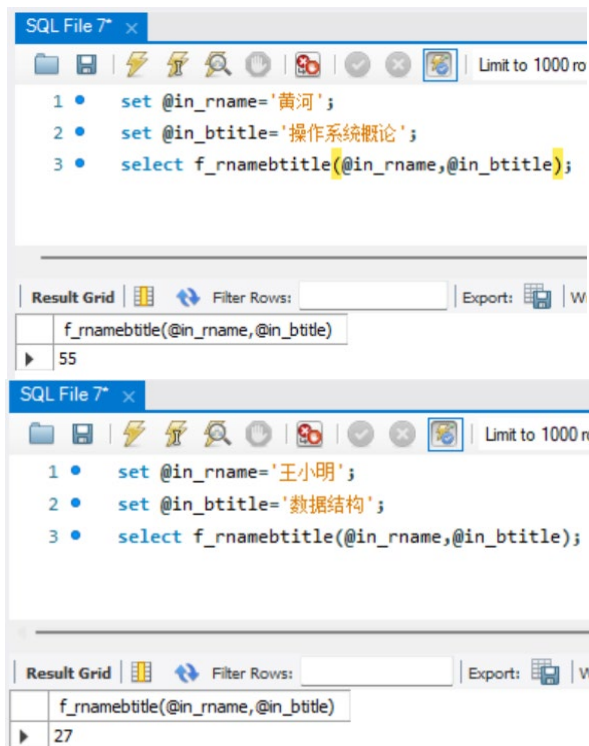 SQL File 7*
Limit to 1000 ro
1 set @in_rname='黄河';
2 set @in_btitle='操作系统概论';
3 select f_rnamebtitle(@in_rname,@in_btitle);
Result Grid Filter Rows: Export: Wr
f_rnamebtitle(@in_rname,@in_btitle)
55
SQL File 7*
Limit to 1000 r
1 set @in_rname='王小明';
2 set @in_btitle='数据结构';
3 select f_rnamebtitle(@in_rname,@in_btitle);
Result Grid Filter Rows: Export:
f_rnamebtitle(@in_rname,@in_btitle)
27